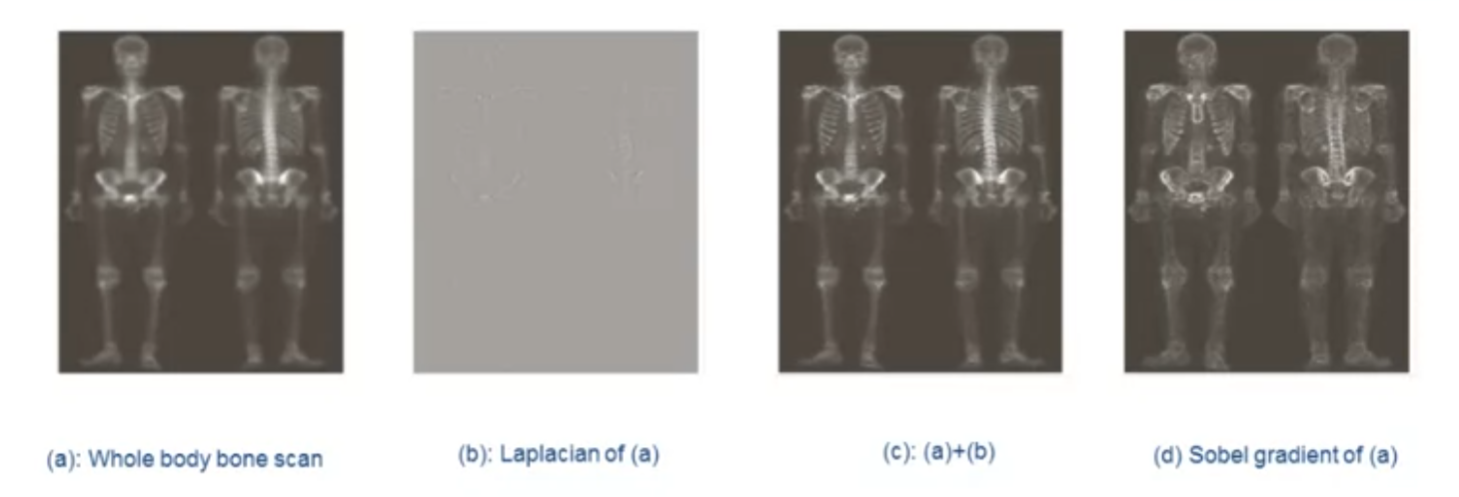 (a): Whole body bone scan
(b): Laplacian of (a)
(c): (a)+(b)
(d) Sobel gradient of (a)